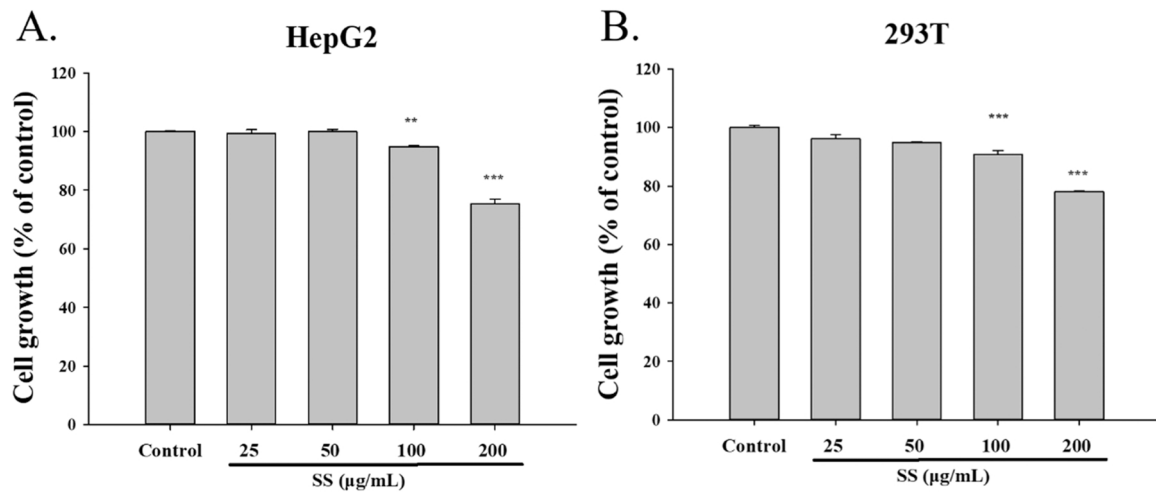 A.
HepG2
Cell growth (% of control)
120
100
80
60
40
20
0
**
***
Control 25 50 100 200
SS (µg/mL)
B.
293T
Cell growth (% of control)
120
100
80
60
40
20
0
***
***
Control 25 50 100 200
SS (µg/mL)